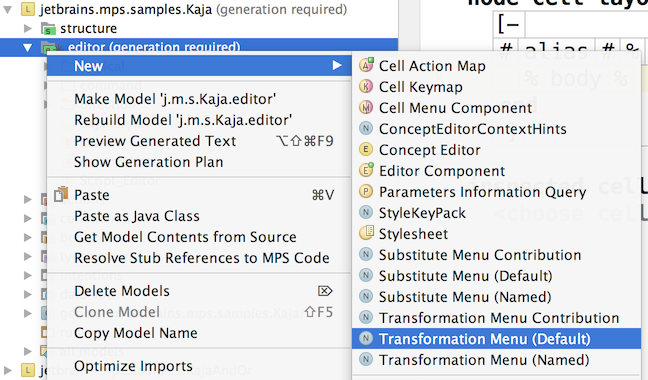 jetbrains.mps.samples.Kaja (generation required)
structure
editor (generation required)
New
Make Model 'j.m.s.Kaja.editor'
Rebuild Model 'j.m.s.Kaja.editor'
Preview Generated Text ⌥⇧⌘F9
Show Generation Plan
Paste ⌘V
Paste as Java Class
Get Model Contents from Source
Resolve Stub References to MPS Code
Delete Models ⌦
Clone Model ⇧F5
Copy Model Name
Optimize Imports
Cell Action Map
Cell Keymap
Cell Menu Component
ConceptEditorContextHints
Concept Editor
Editor Component
Parameters Information Query
StyleKeyPack
Stylesheet
Substitute Menu Contribution
Substitute Menu (Default)
Substitute Menu (Named)
Transformation Menu Contribution
Transformation Menu (Default)
Transformation Menu (Named)
[-
# alias # %
% body %